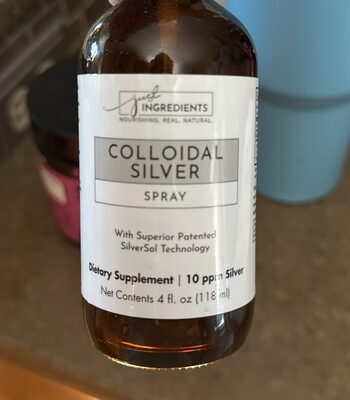 just
INGREDIENTS
NOURISHING. REAL. NATURAL.
COLLOIDAL
SILVER
SPRAY
With Superior Patented
SilverSol Technology
Dietary Supplement | 10 ppm Silver
Net Contents 4 fl. oz (118 ml)